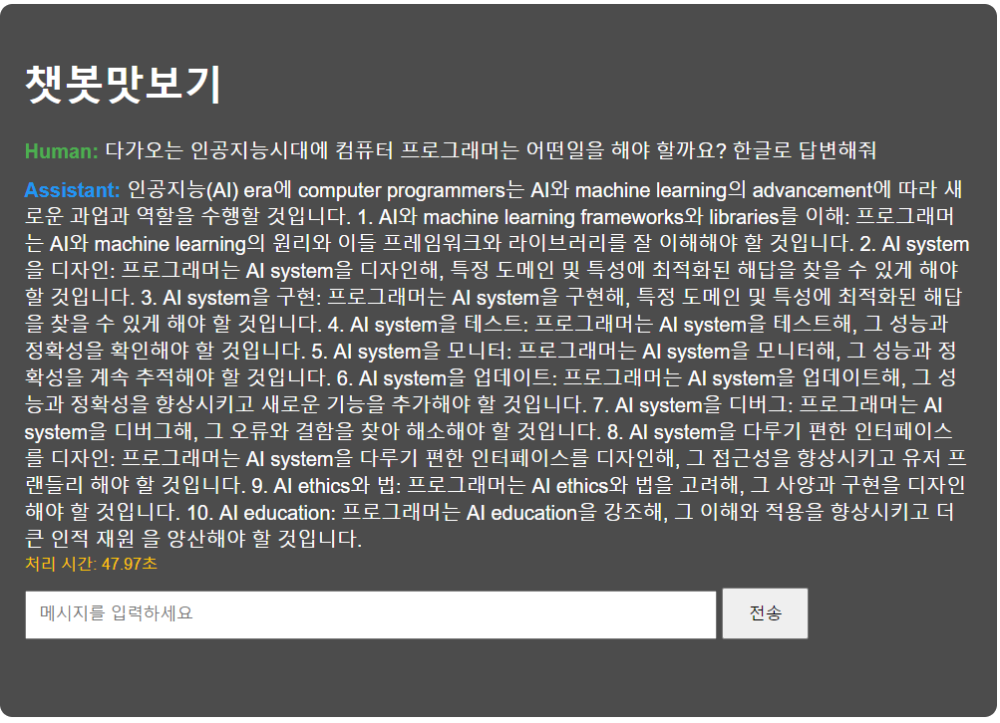 챗봇맛보기
Human: 다가오는 인공지능시대에 컴퓨터 프로그래머는 어떤일을 해야 할까요? 한글로 답변해줘
Assistant: 인공지능(AI) era에 computer programmers는 AI와 machine learning의 advancement에 따라 새
로운 과업과 역할을 수행할 것입니다. 1. AI와 machine learning frameworks와 libraries를 이해: 프로그래머
는 AI와 machine learning의 원리와 이들 프레임워크와 라이브러리를 잘 이해해야 할 것입니다. 2. AI system
을 디자인: 프로그래머는 AI system을 디자인해, 특정 도메인 및 특성에 최적화된 해답을 찾을 수 있게 해야
할 것입니다. 3. AI system을 구현: 프로그래머는 AI system을 구현해, 특정 도메인 및 특성에 최적화된 해답
을 찾을 수 있게 해야 할 것입니다. 4. AI system을 테스트: 프로그래머는 AI system을 테스트해, 그 성능과
정확성을 확인해야 할 것입니다. 5. AI system을 모니터: 프로그래머는 AI system을 모니터해, 그 성능과 정
확성을 계속 추적해야 할 것입니다. 6. AI system을 업데이트: 프로그래머는 AI system을 업데이트해, 그 성
능과 정확성을 향상시키고 새로운 기능을 추가해야 할 것입니다. 7. AI system을 디버그: 프로그래머는 AI
system을 디버그해, 그 오류와 결함을 찾아 해소해야 할 것입니다. 8. AI system을 다루기 편한 인터페이스
를 디자인: 프로그래머는 AI system을 다루기 편한 인터페이스를 디자인해, 그 접근성을 향상시키고 유저 프
랜들리 해야 할 것입니다. 9. AI ethics와 법: 프로그래머는 AI ethics와 법을 고려해, 그 사양과 구현을 디자인
해야 할 것입니다. 10. AI education: 프로그래머는 AI education을 강조해, 그 이해와 적용을 향상시키고 더
큰 인적 재원 을 양산해야 할 것입니다.
처리 시간: 47.97초
메시지를 입력하세요
전송